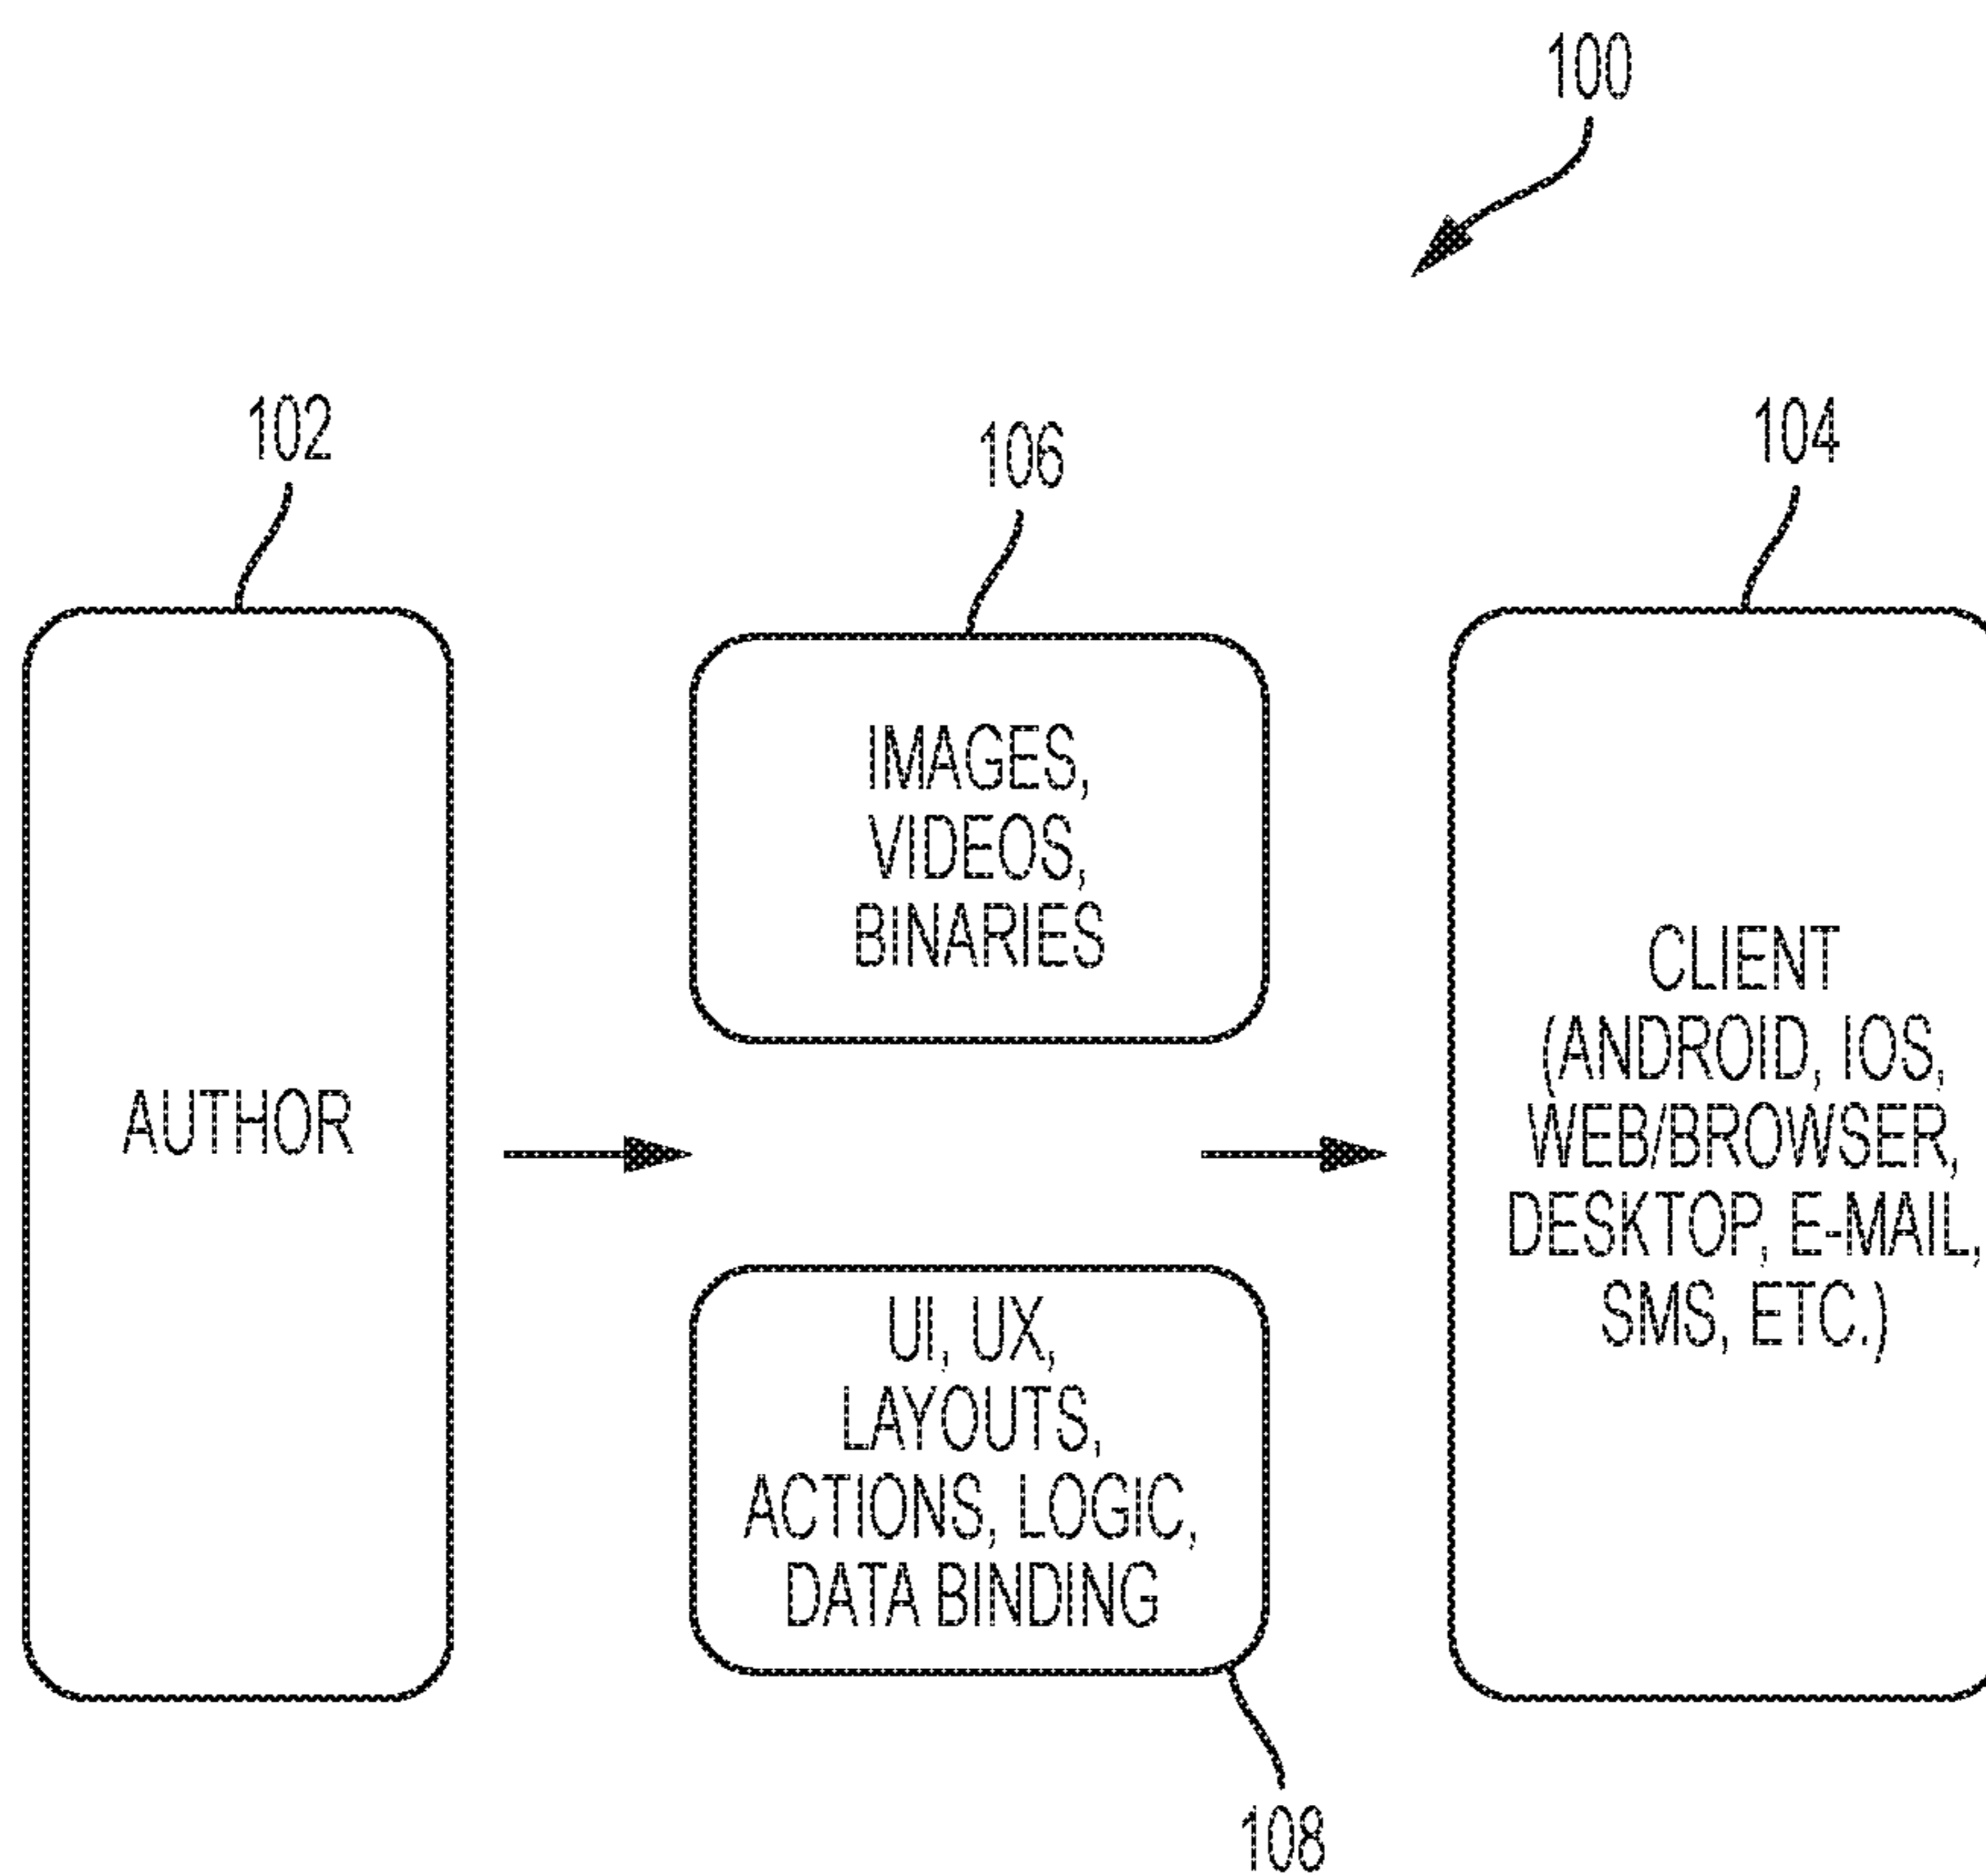 100
102
106
104
AUTHOR
IMAGES,
VIDEOS,
BINARIES
UI, UX,
LAYOUTS,
ACTIONS, LOGIC,
DATA BINDING
CLIENT
(ANDROID, IOS,
WEB/BROWSER,
DESKTOP, E-MAIL,
SMS, ETC.)
108